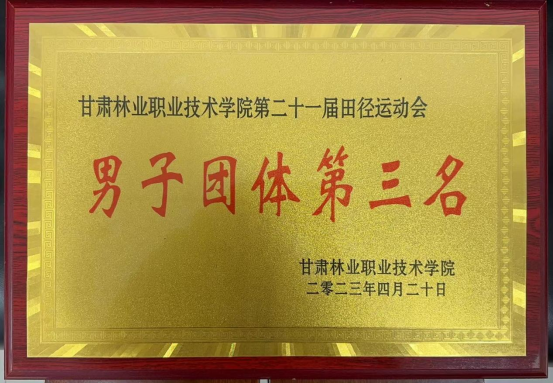 甘肃林业职业技术学院第二十一届田径运动会
男子团体第三名
甘肃林业职业技术学院
二零二三年四月二十日